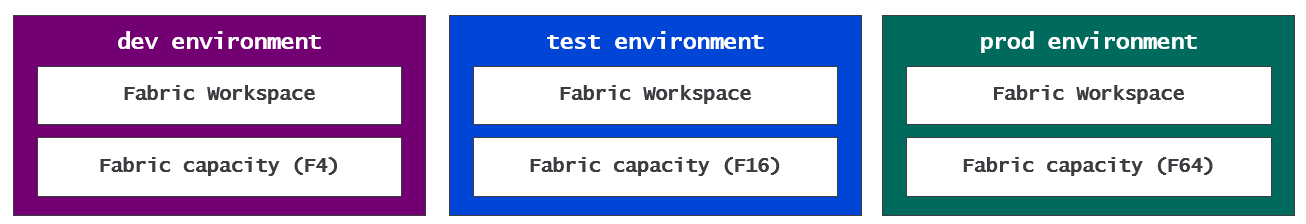 dev environment
Fabric Workspace
Fabric capacity (F4)
test environment
Fabric Workspace
Fabric capacity (F16)
prod environment
Fabric Workspace
Fabric capacity (F64)